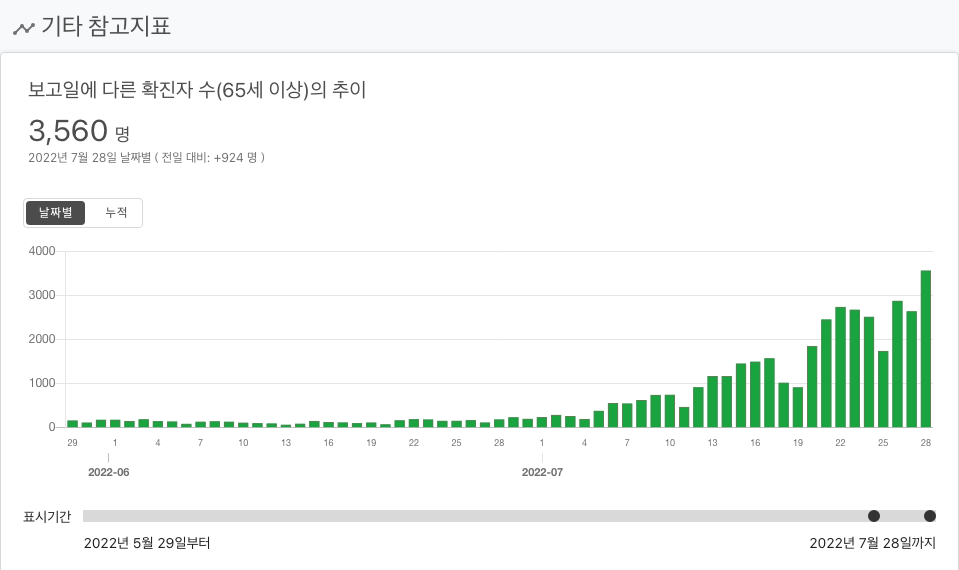 기타 참고지표
보고일에 다른 확진자 수(65세 이상)의 추이
3,560 명
2022년 7월 28일 날짜별 ( 전일 대비: +924 명 )
날짜별 누적
4000
3000
2000
1000
0
29 1 4 7 10 13 16 19 22 25 28 1 4 7 10 13 16 19 22 25 28
2022-06 2022-07
표시기간
2022년 5월 29일부터 2022년 7월 28일까지